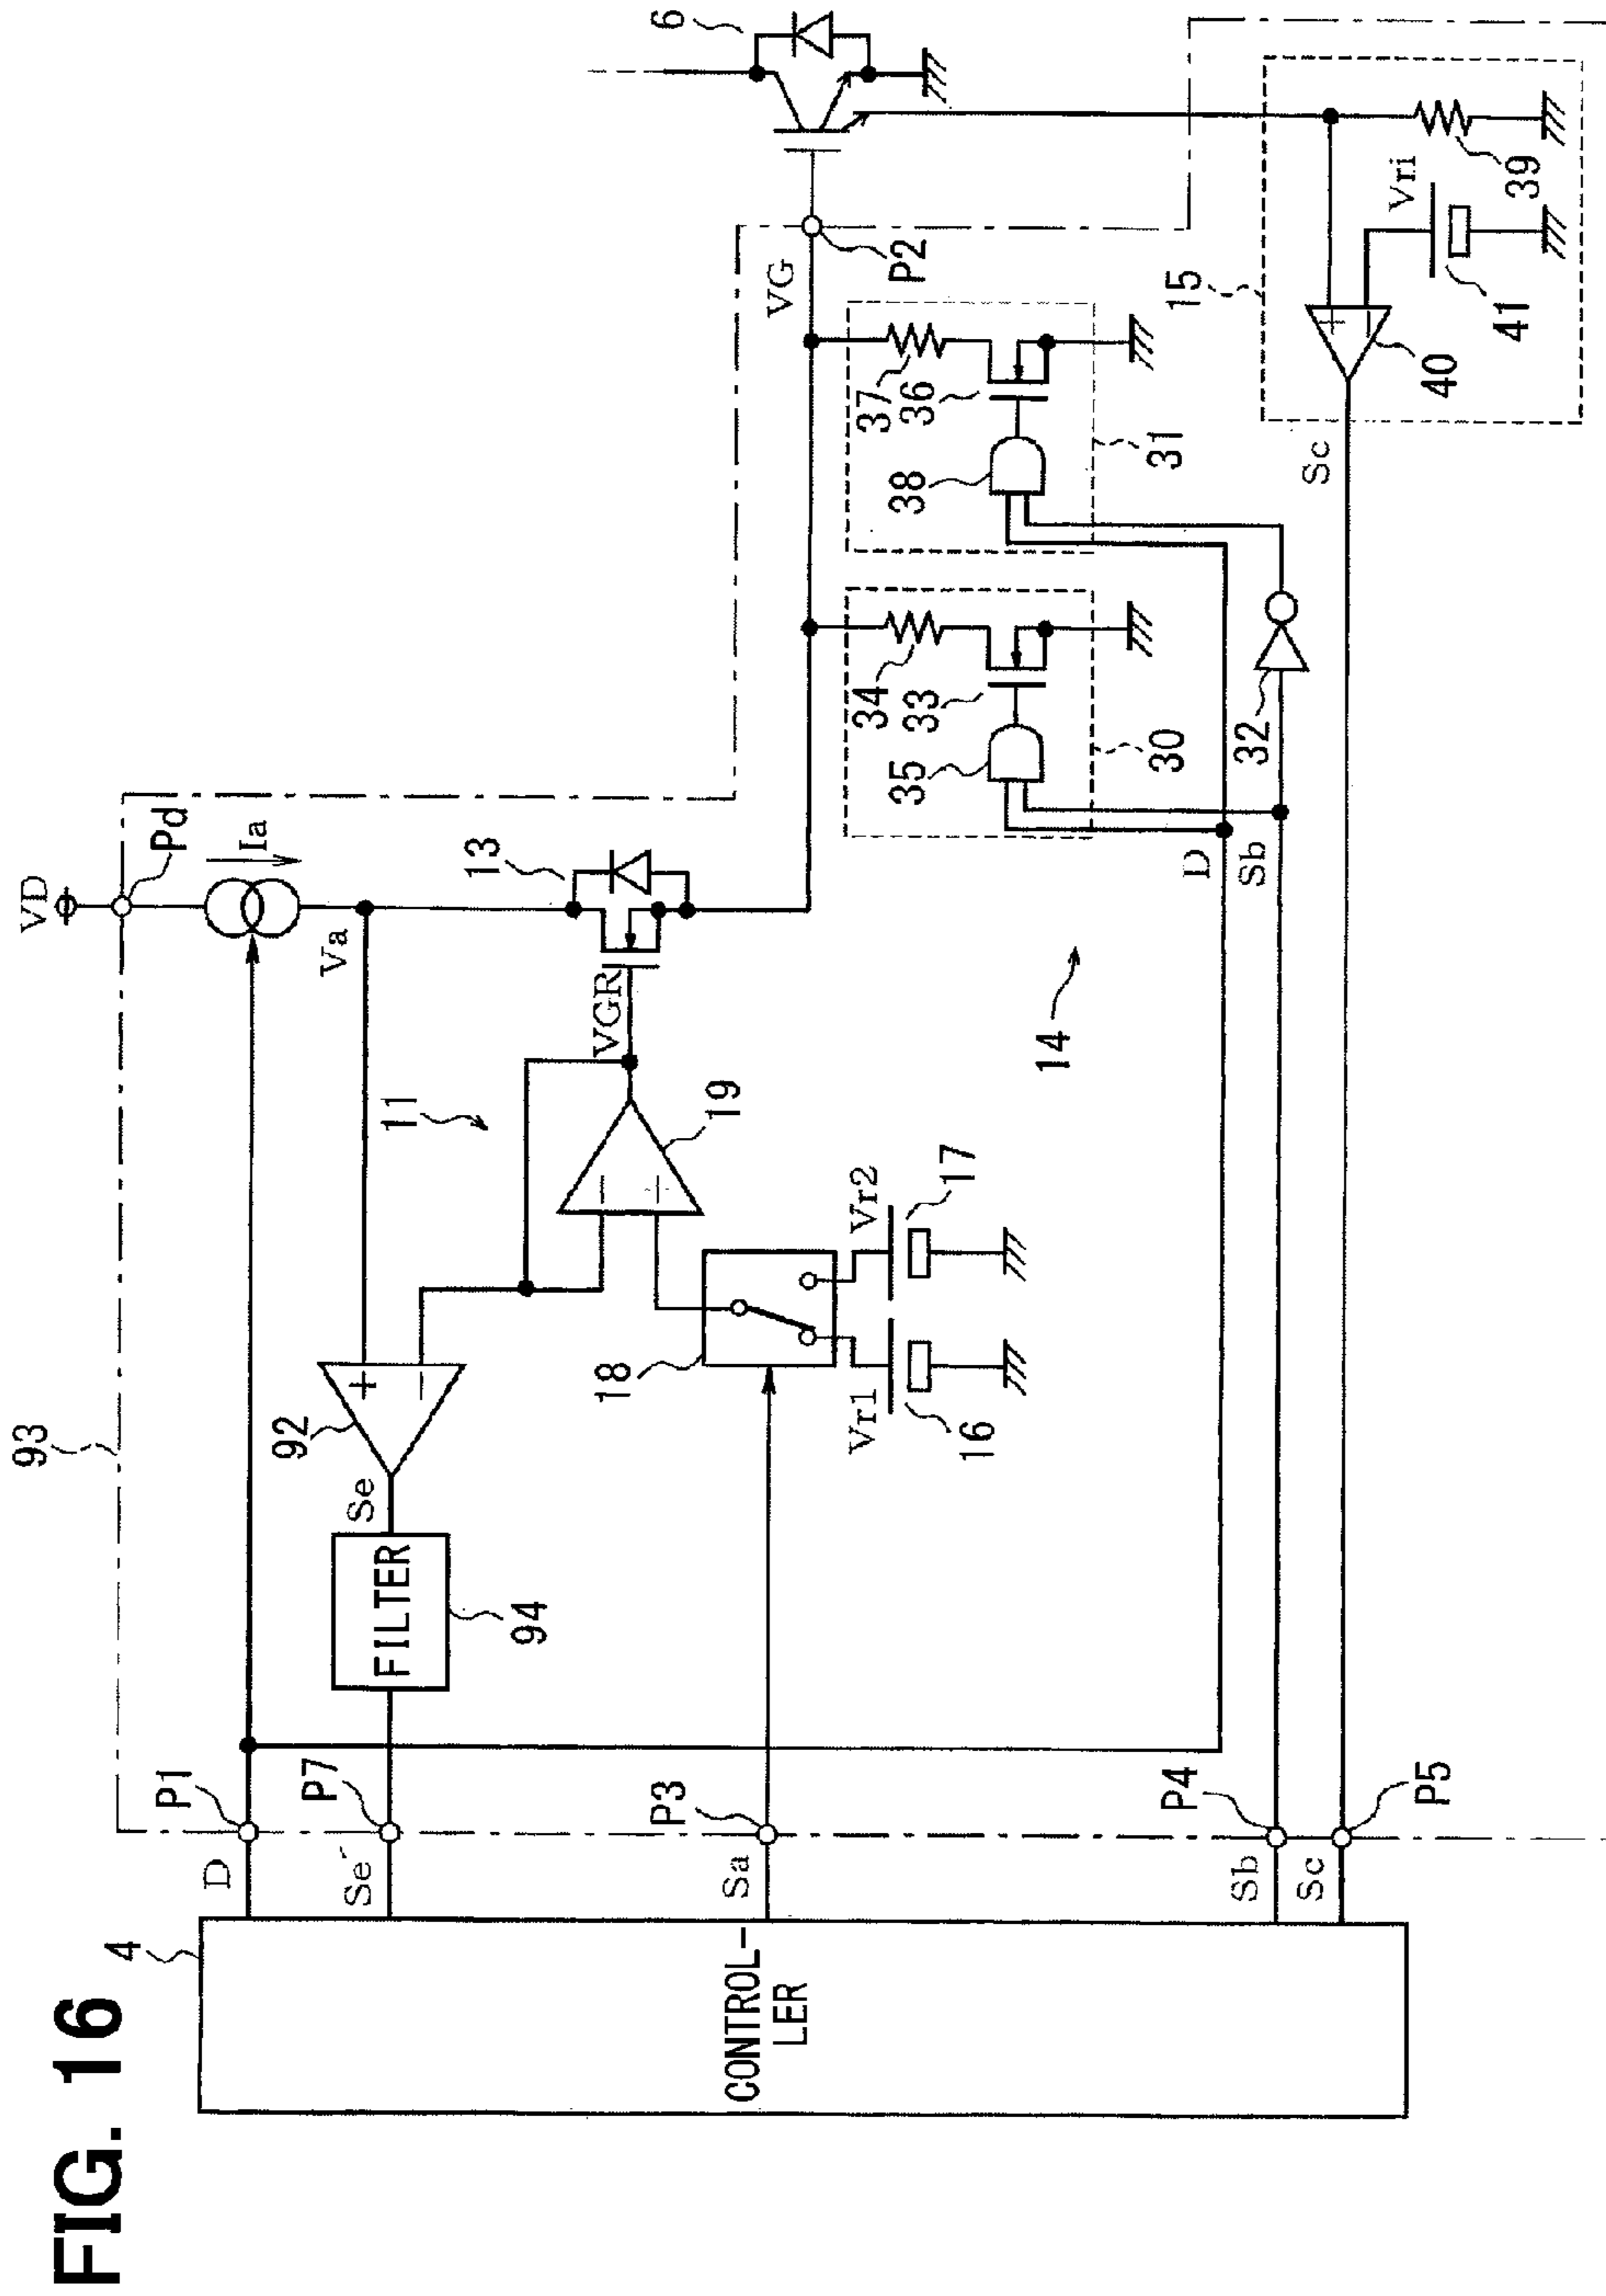 FIG. 16
93
VD
Pd
Ia
6
4
D
P1
Se´
P7
FILTER
94
Se
92
Va
11
13
VGR
VG
P2
CONTROL-
LER
Sa
P3
18
19
+
−
+
−
Vr1
16
Vr2
17
14
34
33
35
30
37
36
38
31
D
Sb
32
15
Vri
39
41
40
+
−
Sc
Sb
P4
Sc
P5